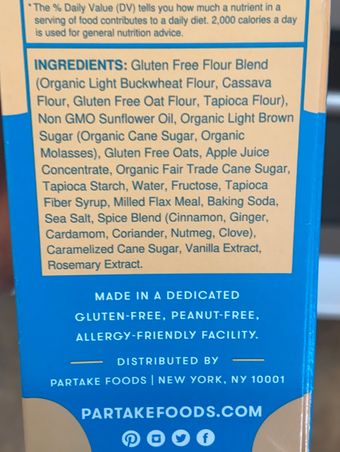 *The % Daily Value (DV) tells you how much a nutrient in a
serving of food contributes to a daily diet. 2,000 calories a day
is used for general nutrition advice.
INGREDIENTS: Gluten Free Flour Blend
(Organic Light Buckwheat Flour, Cassava
Flour, Gluten Free Oat Flour, Tapioca Flour),
Non GMO Sunflower Oil, Organic Light Brown
Sugar (Organic Cane Sugar, Organic
Molasses), Gluten Free Oats, Apple Juice
Concentrate, Organic Fair Trade Cane Sugar,
Tapioca Starch, Water, Fructose, Tapioca
Fiber Syrup, Milled Flax Meal, Baking Soda,
Sea Salt, Spice Blend (Cinnamon, Ginger,
Cardamom, Coriander, Nutmeg, Clove),
Caramelized Cane Sugar, Vanilla Extract,
Rosemary Extract.
MADE IN A DEDICATED
GLUTEN-FREE, PEANUT-FREE,
ALLERGY-FRIENDLY FACILITY.
DISTRIBUTED BY
PARTAKE FOODS | NEW YORK, NY 10001
PARTAKEFOODS.COM